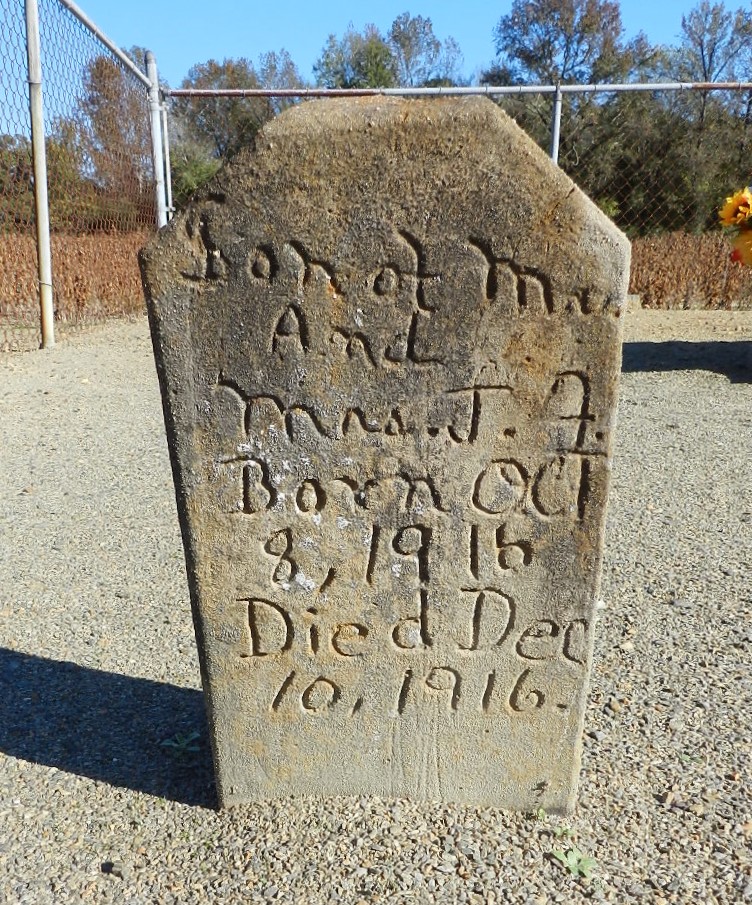 Son of Mr.
And
Mrs. J. F.
Born OCT
8, 1916
Died Dec
10, 1916.